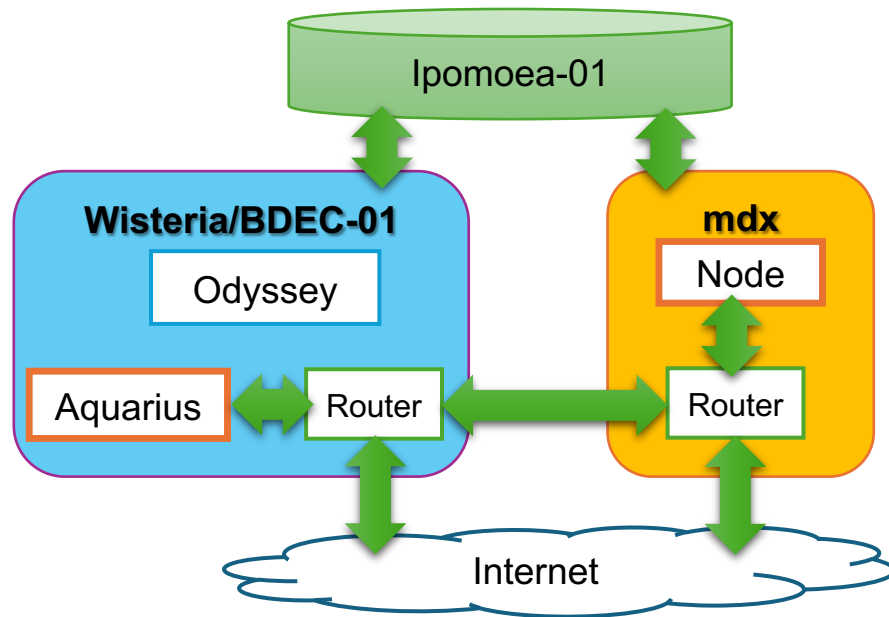 Ipomoea-01
Wisteria/BDEC-01
mdx
Odyssey
Node
Aquarius
Router
Router
Internet